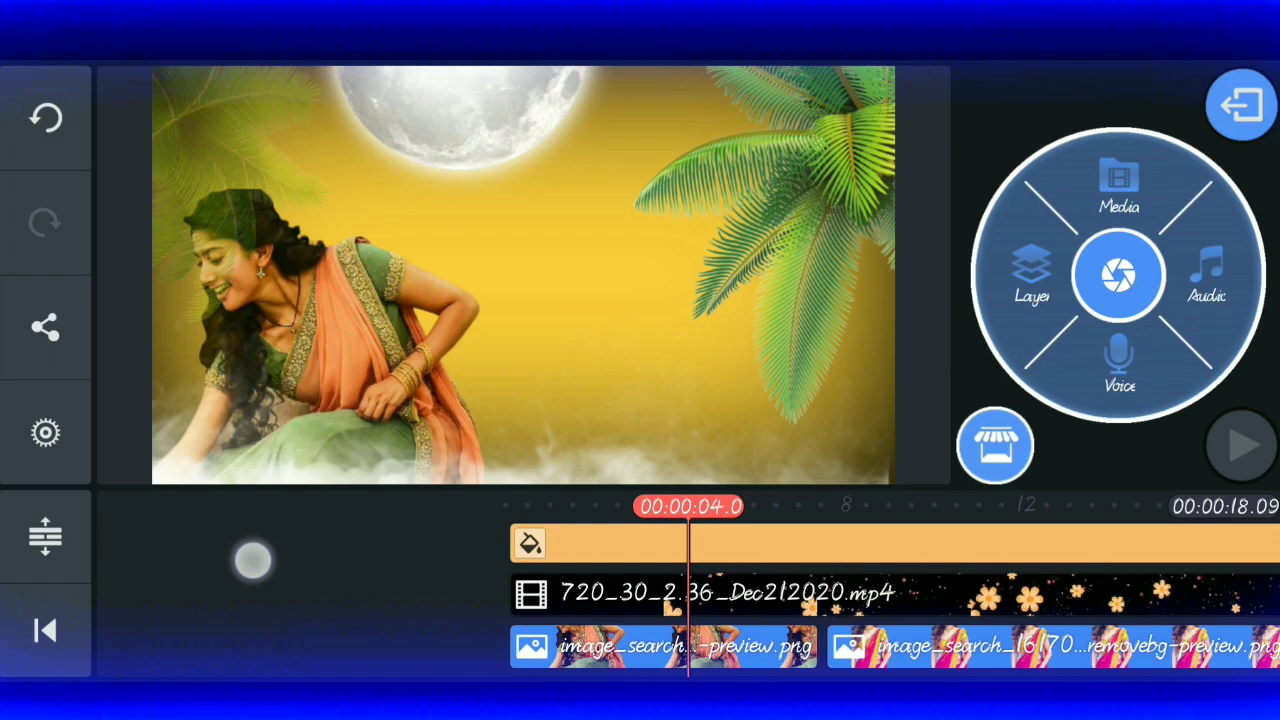 Media
Layer
Audio
Voice
00:00:04.0
8
12
00:00:18.09
720_30_2.36_Dec212020.mp4
image_search...-preview.png
image_search_16170...removebg-preview.png